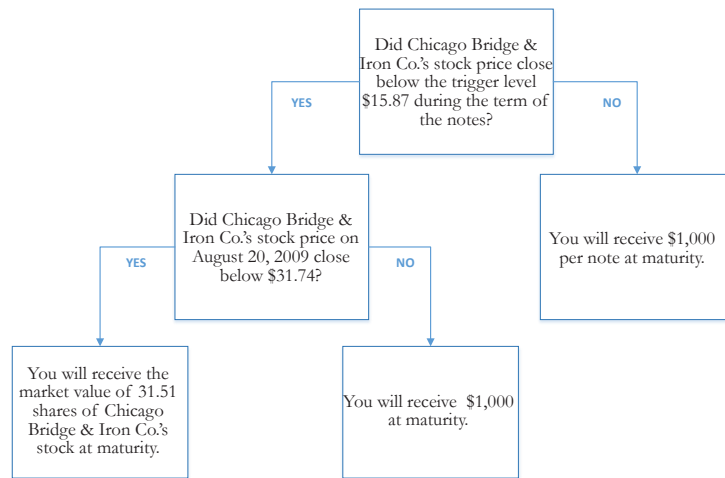 Did Chicago Bridge &
Iron Co.'s stock price close
below the trigger level
$15.87 during the term of
the notes?
YES
NO
Did Chicago Bridge &
Iron Co.'s stock price on
August 20, 2009 close
below $31.74?
You will receive $1,000
per note at maturity.
YES
NO
You will receive the
market value of 31.51
shares of Chicago
Bridge & Iron Co.'s
stock at maturity.
You will receive $1,000
at maturity.